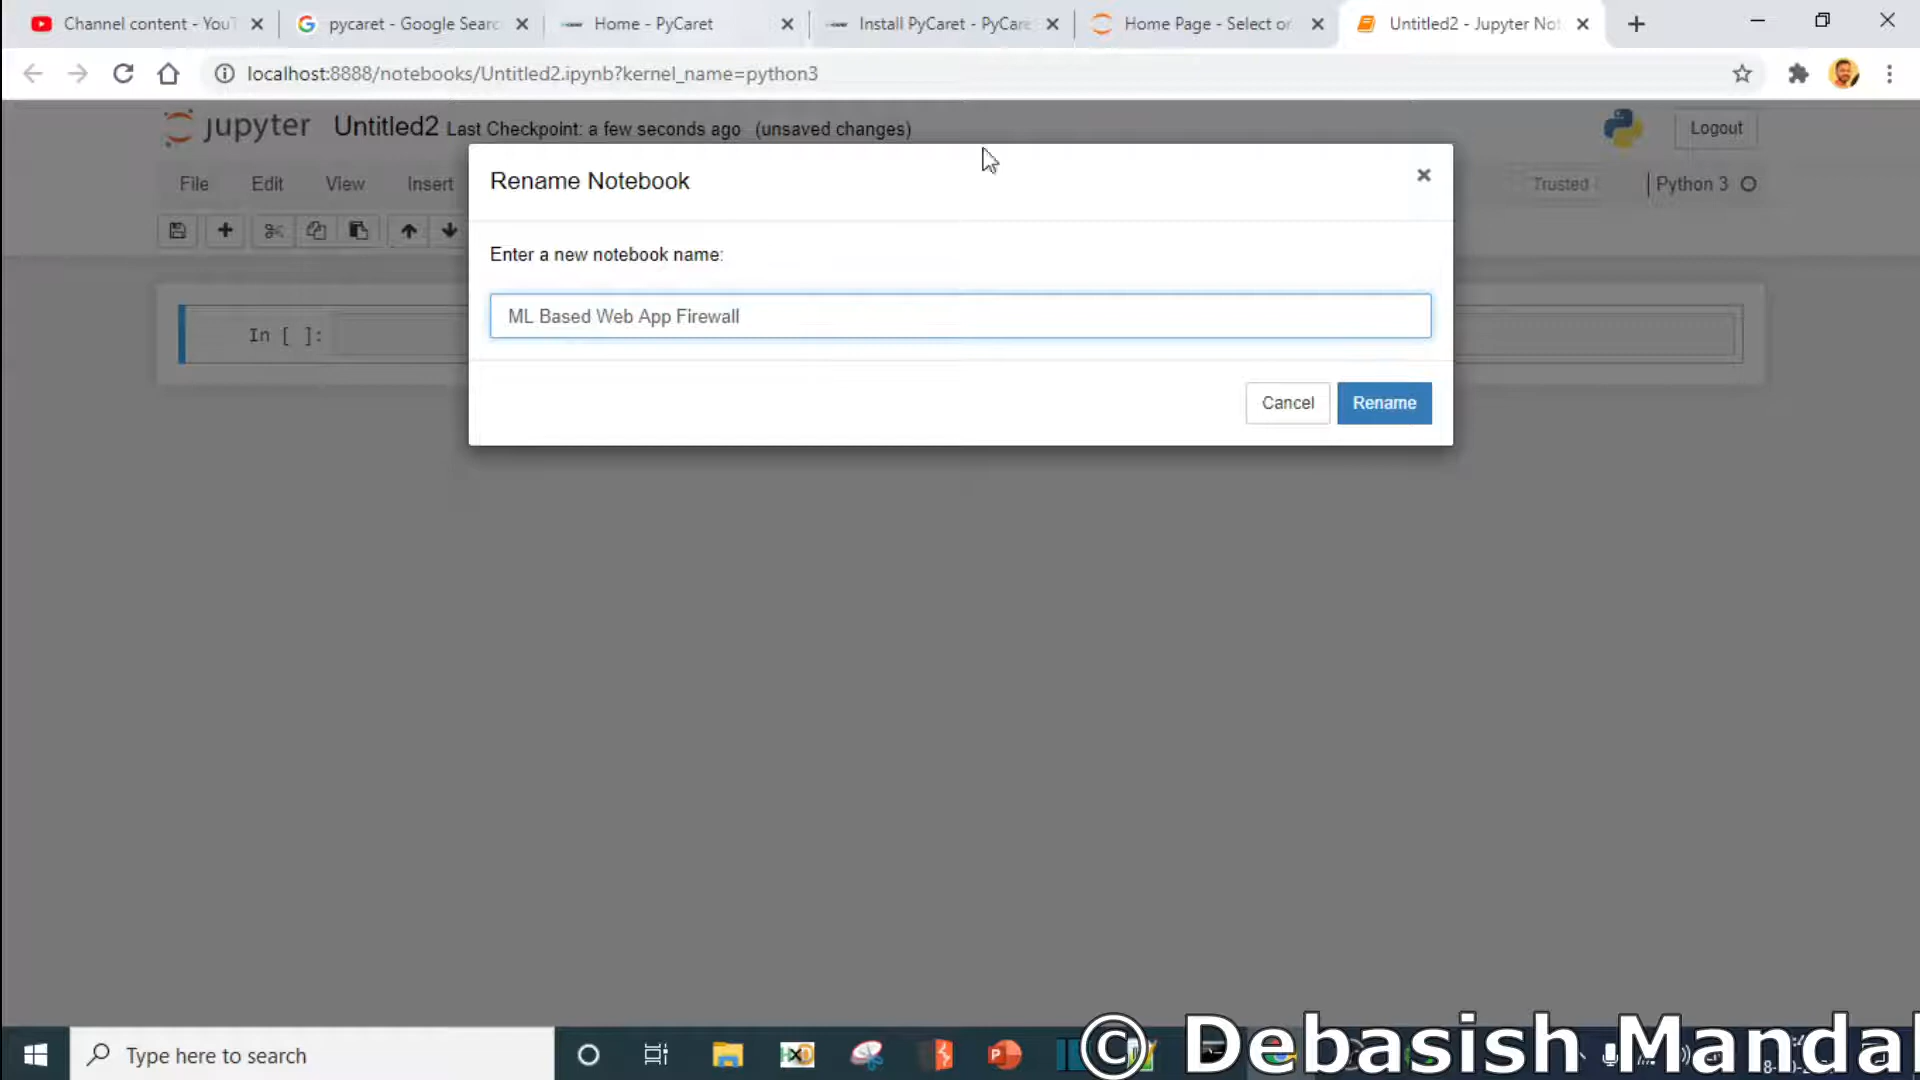 Channel content - YouT
pycaret - Google Searc
Home - PyCaret
Install PyCaret - PyCare
Home Page - Select or
Untitled2 - Jupyter Not
localhost:8888/notebooks/Untitled2.ipynb?kernel_name=python3
jupyter Untitled2 Last Checkpoint: a few seconds ago (unsaved changes)
Logout
File Edit View Insert
Trusted
Python 3
Rename Notebook
Enter a new notebook name:
ML Based Web App Firewall
Cancel Rename
In [ ]:
Type here to search
© Debasish Mandal